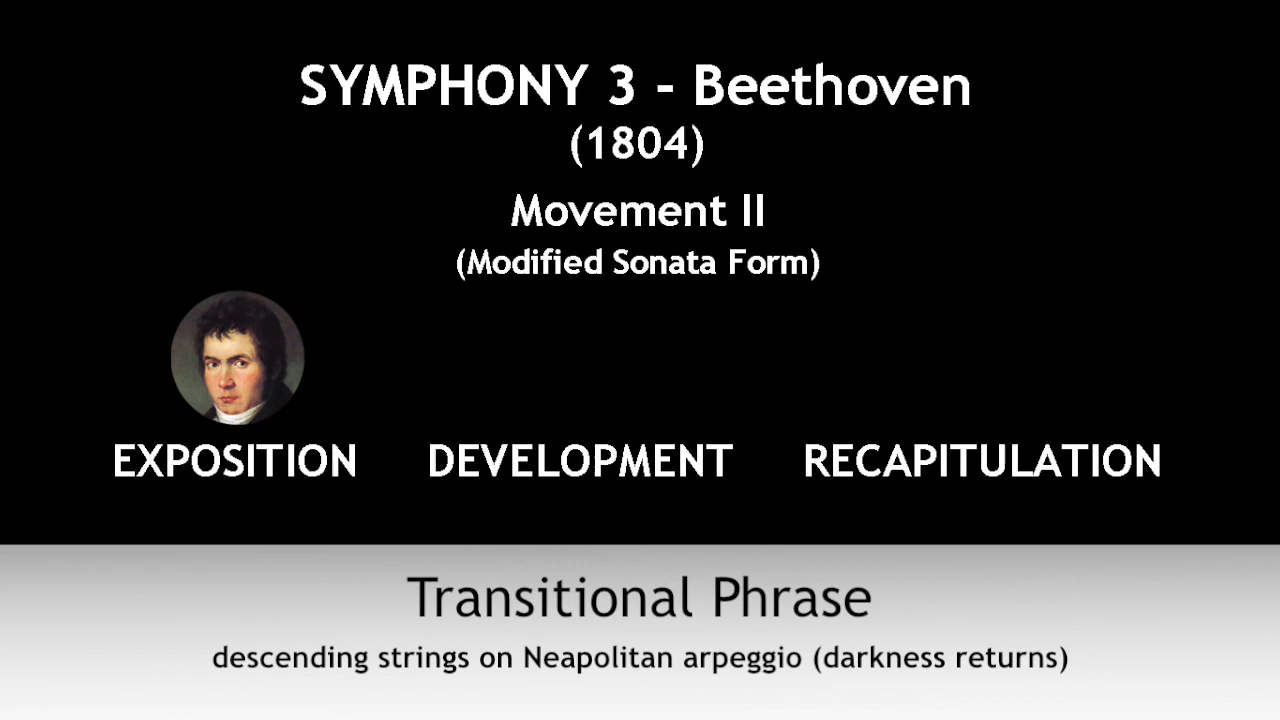 SYMPHONY 3 - Beethoven
(1804)
Movement II
(Modified Sonata Form)
EXPOSITION DEVELOPMENT RECAPITULATION
Transitional Phrase
descending strings on Neapolitan arpeggio (darkness returns)